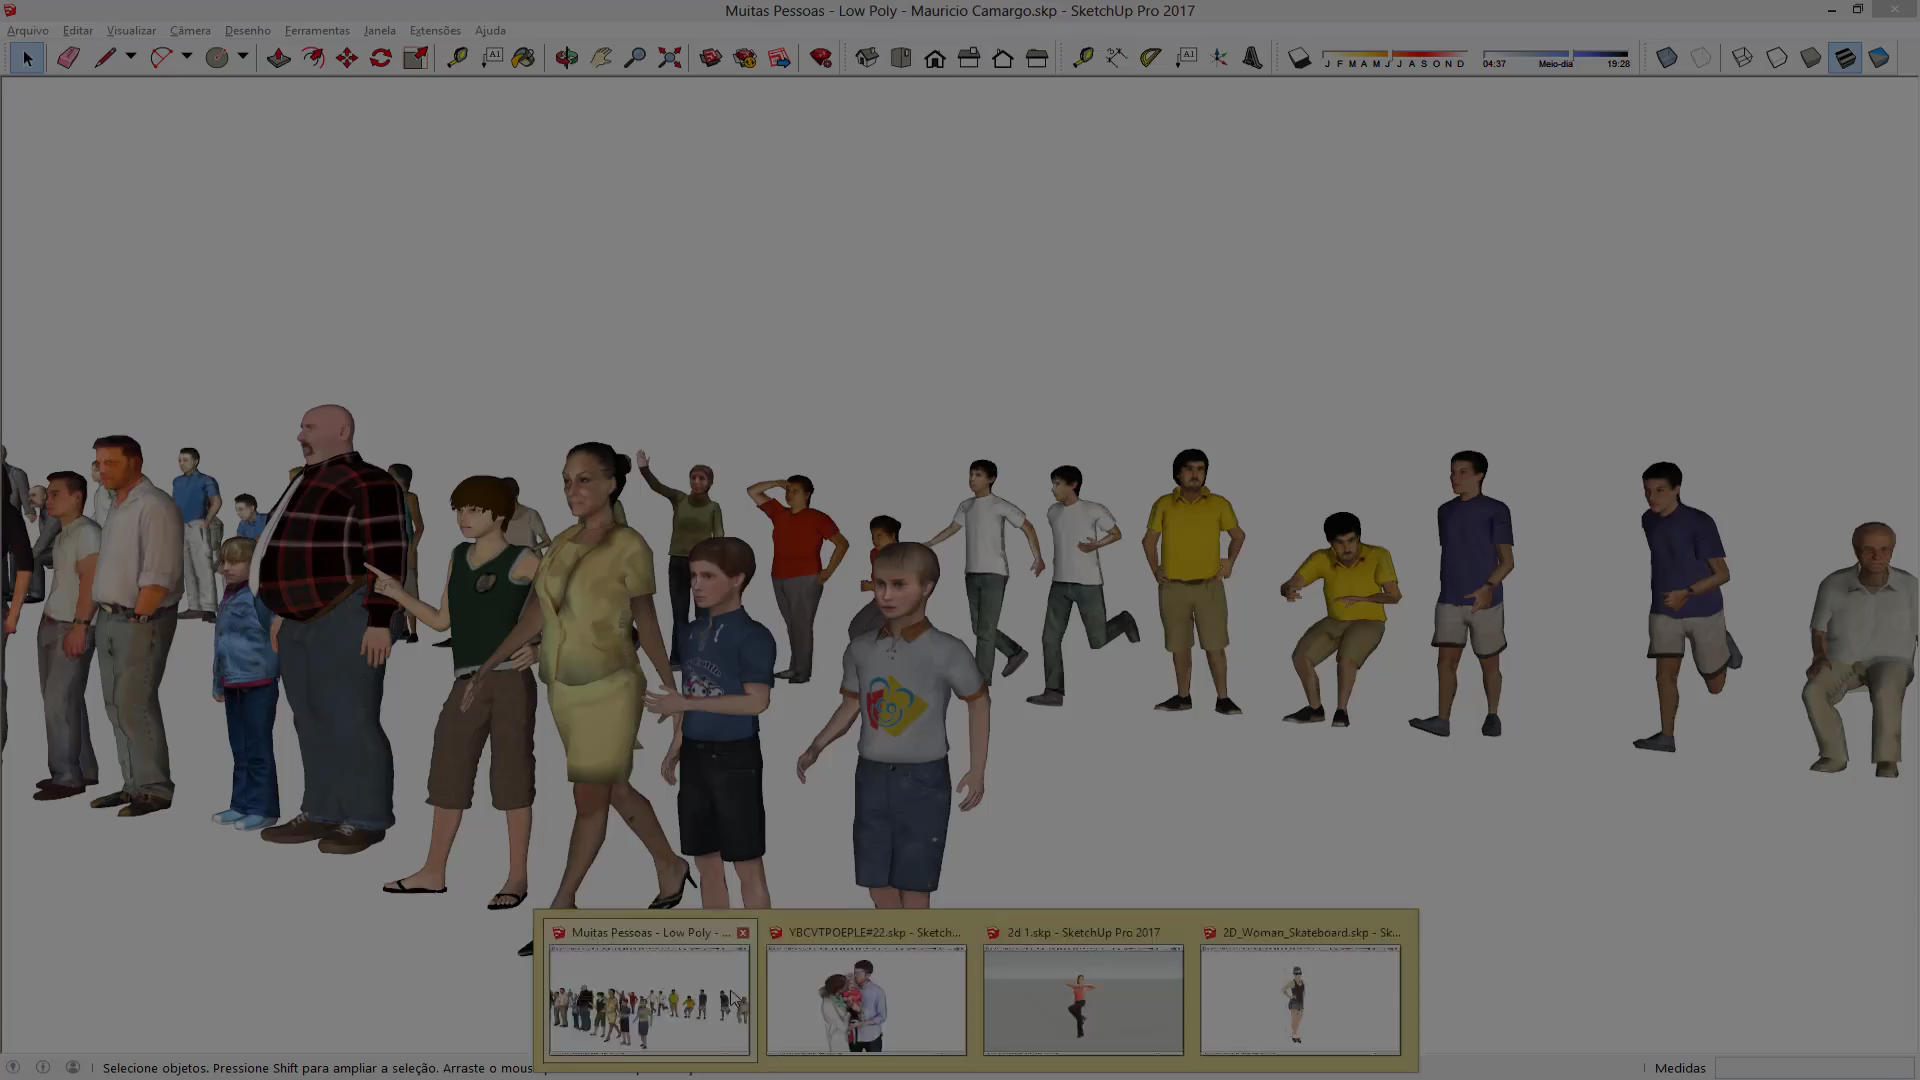 Muitas Pessoas - Low Poly - Mauricio Camargo.skp - SketchUp Pro 2017
Arquivo Editar Visualizar Câmera Desenho Ferramentas Janela Extensões Ajuda
A1 A1 J F M A M J J A S O N D 04:37 Meio-dia 19:28
Muitas Pessoas - Low Poly - ... YBCVTPOEPLE#22.skp - Sketch... 2d 1.skp - SketchUp Pro 2017 2D_Woman_Skateboard.skp - Sk...
Selecione objetos. Pressione Shift para ampliar a seleção. Arraste o mous Medidas